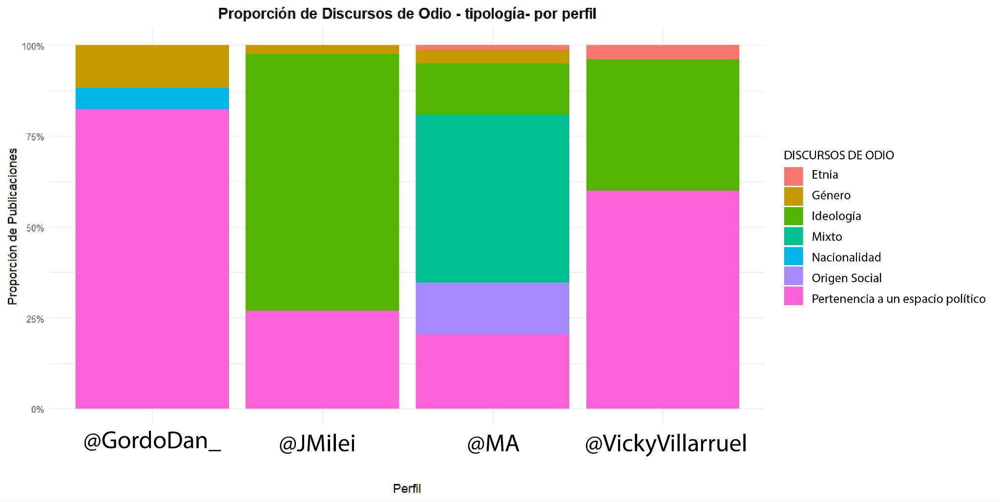 Proporción de Discursos de Odio - tipología- por perfil
Proporción de Publicaciones
100%
75%
50%
25%
0%
@GordoDan_
@JMilei
@MA
@VickyVillarruel
Perfil
DISCURSOS DE ODIO
Etnia
Género
Ideología
Mixto
Nacionalidad
Origen Social
Pertenencia a un espacio político